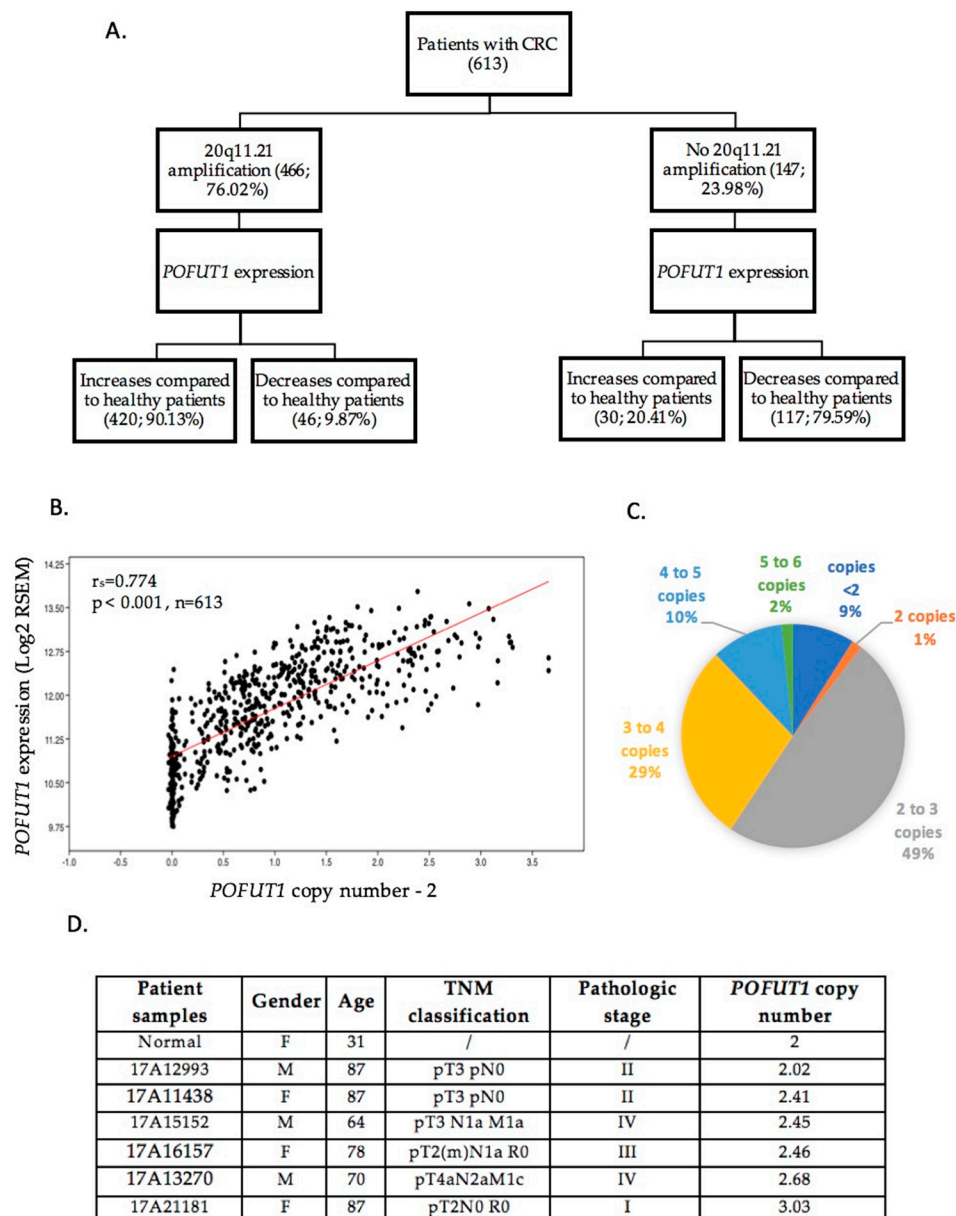 A.
Patients with CRC
(613)
20q11.21
amplification (466;
76.02%)
No 20q11.21
amplification (147;
23.98%)
POFUT1 expression
POFUT1 expression
Increases compared
to healthy patients
(420; 90.13%)
Decreases compared
to healthy patients
(46; 9.87%)
Increases compared
to healthy patients
(30; 20.41%)
Decreases compared
to healthy patients
(117; 79.59%)
B.
POFUT1 expression (Log2 RSEM)
14.25
13.50
12.75
12.00
11.25
10.50
9.75
rs=0.774
p< 0.001, n=613
-1.0 -0.5 0.0 0.5 1.0 1.5 2.0 2.5 3.0 3.5
POFUT1 copy number - 2
C.
4 to 5
copies
10%
5 to 6
copies
2%
copies
<2
9%
2 copies
1%
3 to 4
copies
29%
2 to 3
copies
49%
D.
Patient
samples
Gender
Age
TNM
classification
Pathologic
stage
POFUT1 copy
number
Normal F 31 / / 2
17A12993 M 87 pT3 pN0 II 2.02
17A11438 F 87 pT3 pN0 II 2.41
17A15152 M 64 pT3 N1a M1a IV 2.45
17A16157 F 78 pT2(m)N1a R0 III 2.46
17A13270 M 70 pT4aN2aM1c IV 2.68
17A21181 F 87 pT2N0 R0 I 3.03